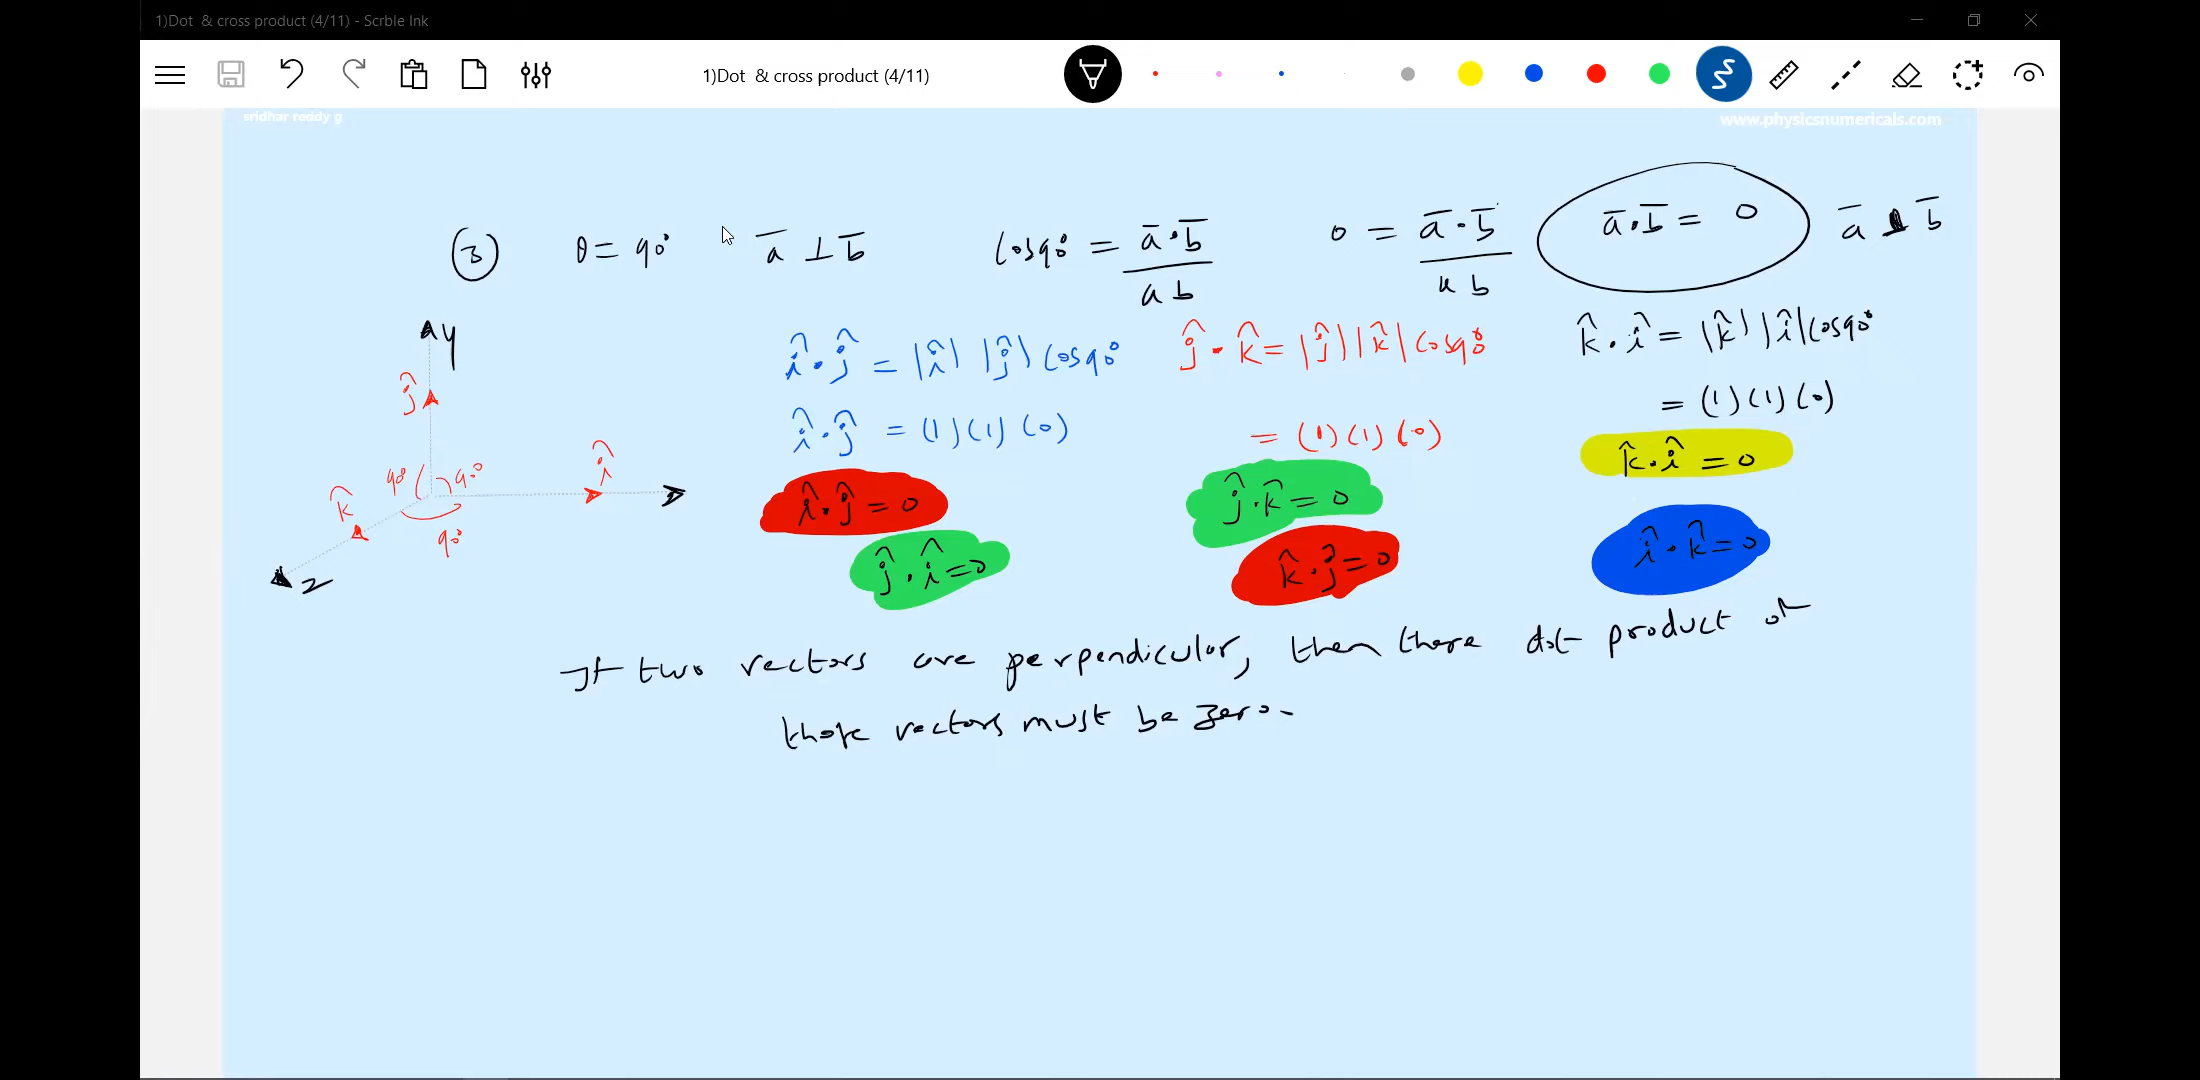 1)Dot & cross product (4/11) - Scrble Ink
1)Dot & cross product (4/11)
sridhar reddy g
www.physicsnumericals.com
③ θ = 90° a̅ ⊥ b̅ Cos90° = a̅·b̅ / ab 0 = a̅·b̅ / ab a̅·b̅ = 0 a̅ ⊥ b̅
y
ĵ
î
k̂
90° 90°
90°
z
î·ĵ = |î| |ĵ| Cos90°
î·ĵ = (1)(1)(0)
î·ĵ = 0
ĵ·î = 0
ĵ·k̂ = |ĵ| |k̂| Cos90°
= (1)(1)(0)
ĵ·k̂ = 0
k̂·ĵ = 0
k̂·î = |k̂| |î| Cos90°
= (1)(1)(0)
k̂·î = 0
î·k̂ = 0
If two vectors are perpendicular, then there dot product of
those vectors must be zero.